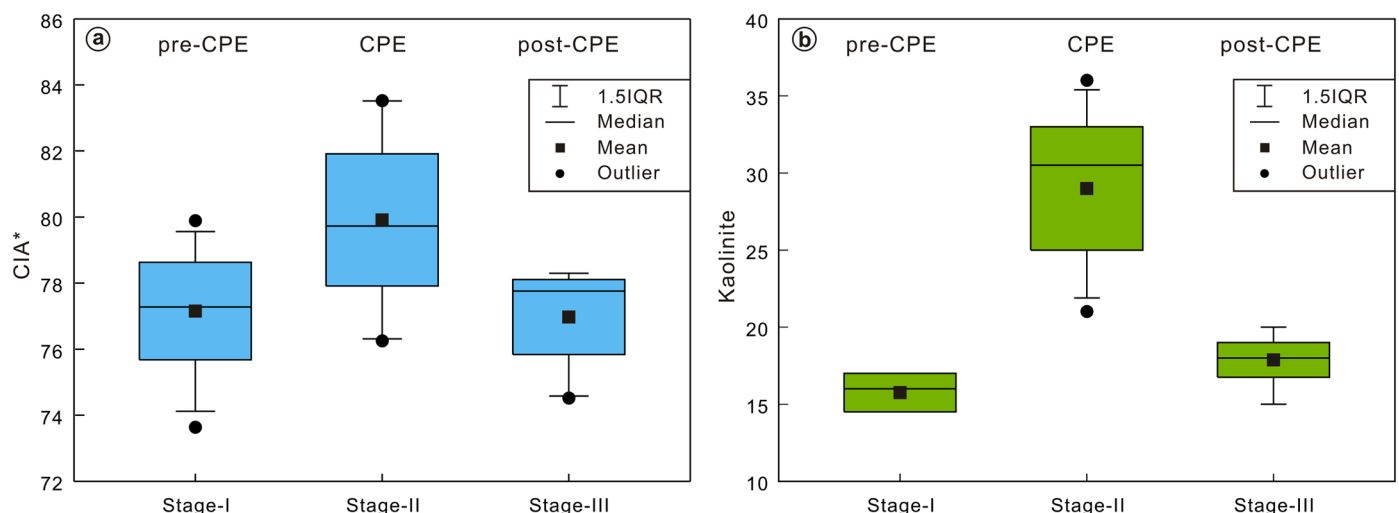 ⓐ pre-CPE CPE post-CPE
1.5IQR
Median
Mean
Outlier
CIA*
86
84
82
80
78
76
74
72
Stage-I Stage-II Stage-III
ⓑ pre-CPE CPE post-CPE
1.5IQR
Median
Mean
Outlier
Kaolinite
40
35
30
25
20
15
10
Stage-I Stage-II Stage-III